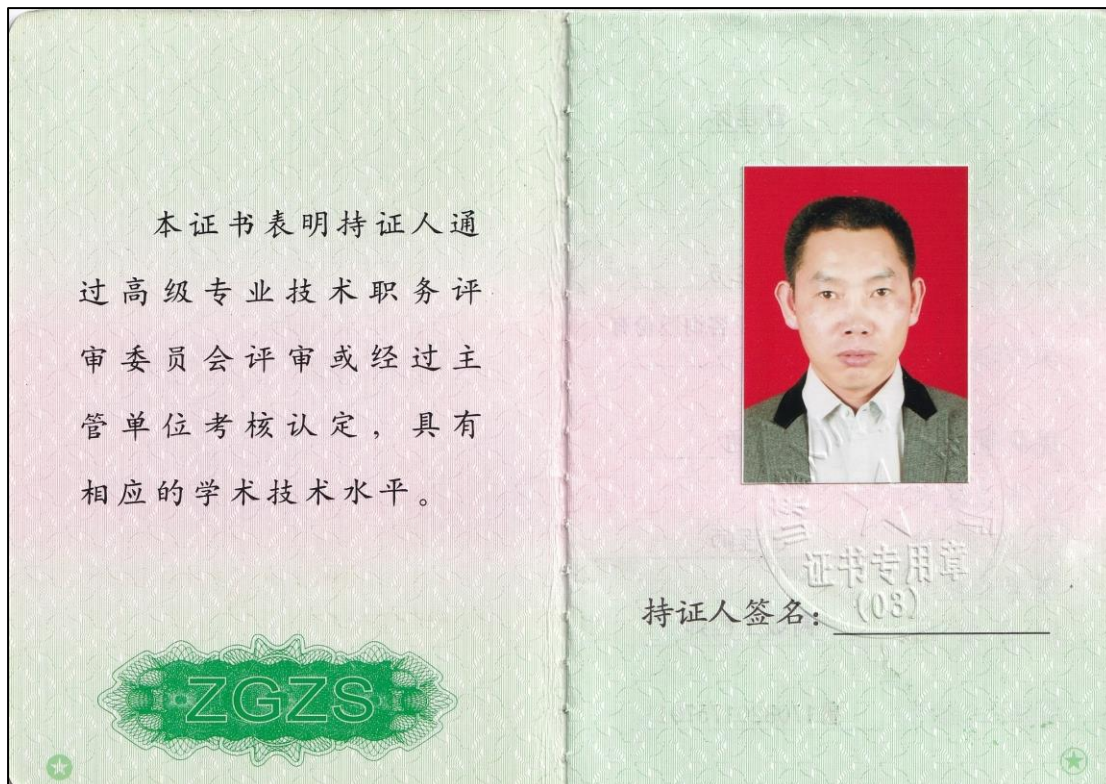 本证书表明持证人通
过高级专业技术职务评
审委员会评审或经过主
管单位考核认定，具有
相应的学术技术水平。
ZGZS
证书专用章
(03)
持证人签名：